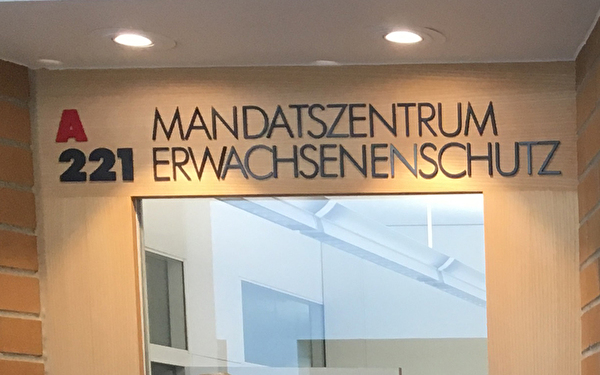 A MANDATSZENTRUM
221 ERWACHSENENSCHUTZ